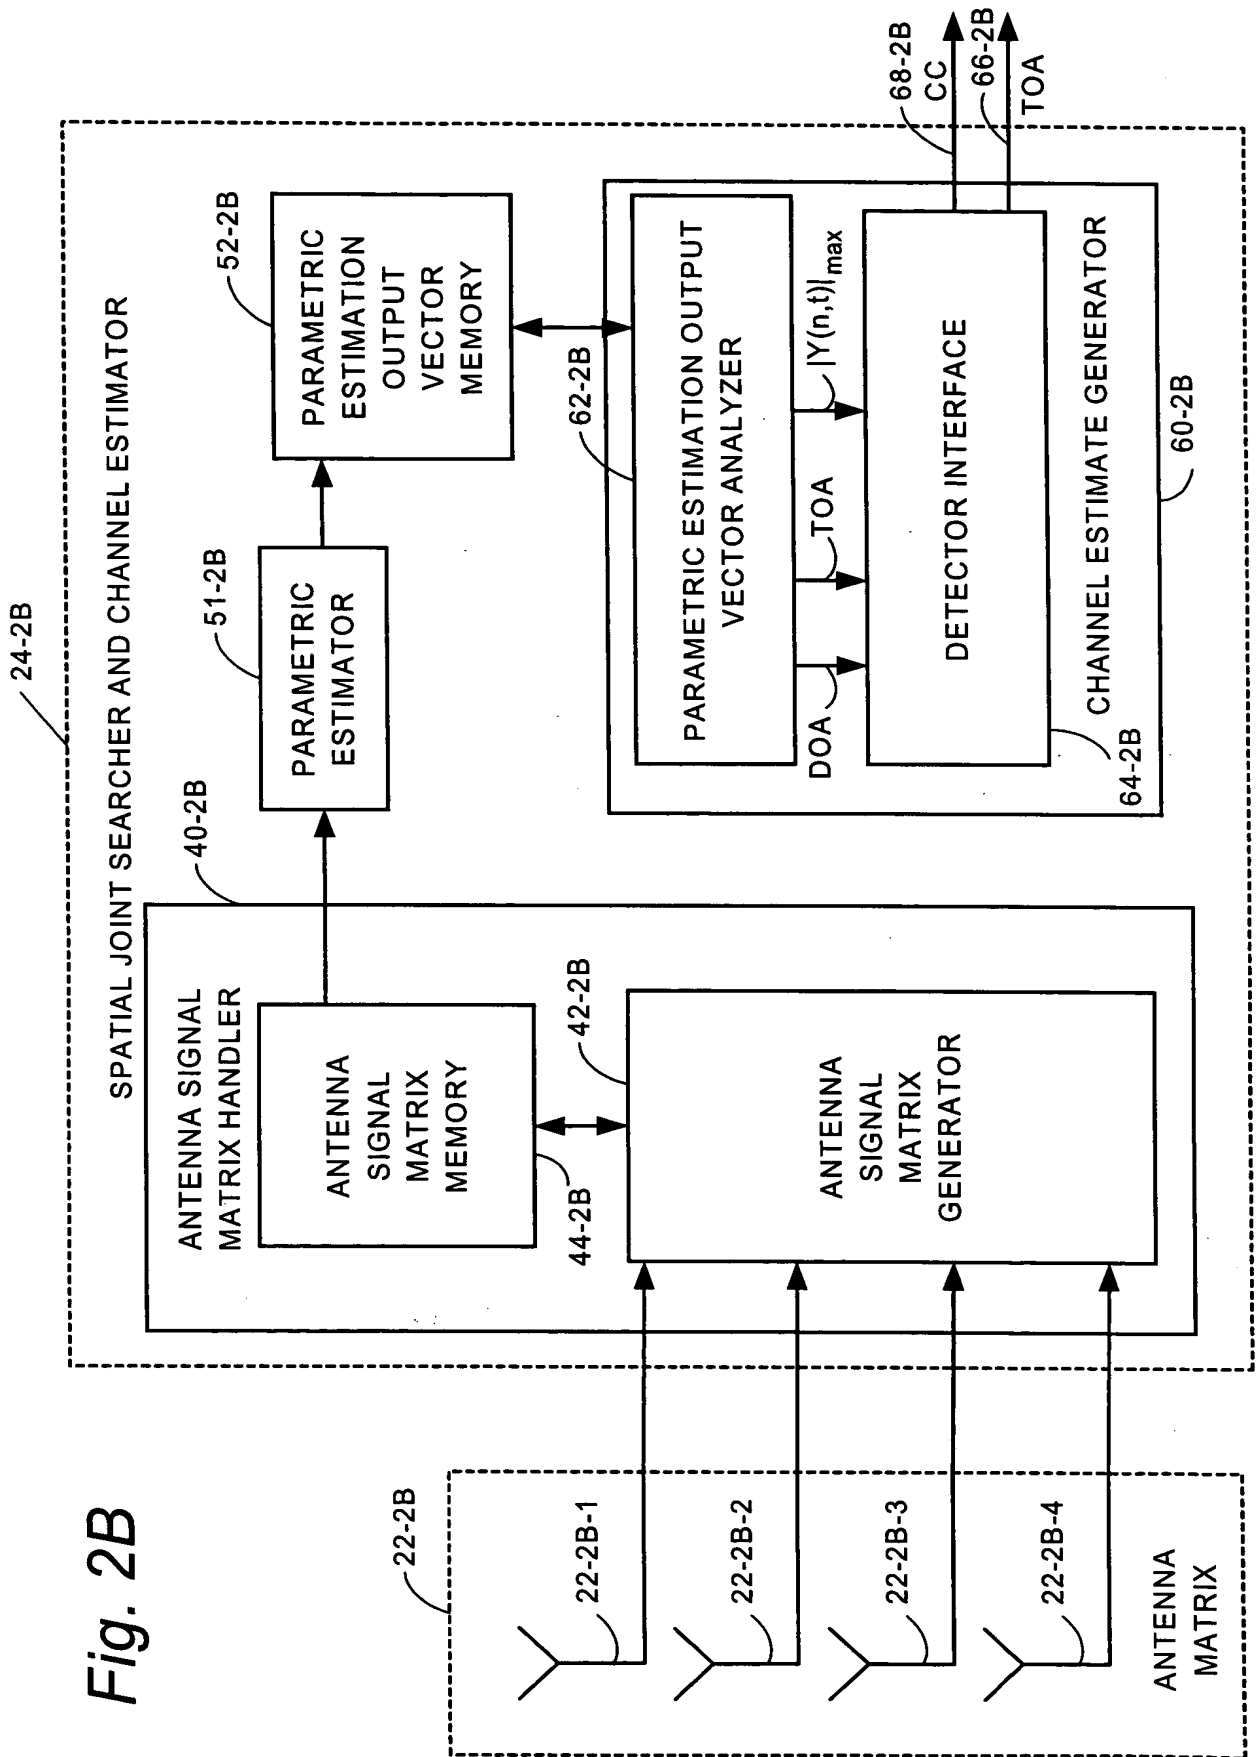 Fig. 2B
24-2B
SPATIAL JOINT SEARCHER AND CHANNEL ESTIMATOR
40-2B
ANTENNA SIGNAL
MATRIX HANDLER
ANTENNA
SIGNAL
MATRIX
MEMORY
44-2B
42-2B
ANTENNA
SIGNAL
MATRIX
GENERATOR
51-2B
PARAMETRIC
ESTIMATOR
52-2B
PARAMETRIC
ESTIMATION
OUTPUT
VECTOR
MEMORY
62-2B
PARAMETRIC ESTIMATION OUTPUT
VECTOR ANALYZER
DOA
TOA
|Y(n,t)|max
DETECTOR INTERFACE
64-2B
CHANNEL ESTIMATE GENERATOR
60-2B
68-2B
CC
66-2B
TOA
22-2B
22-2B-1
22-2B-2
22-2B-3
22-2B-4
ANTENNA
MATRIX